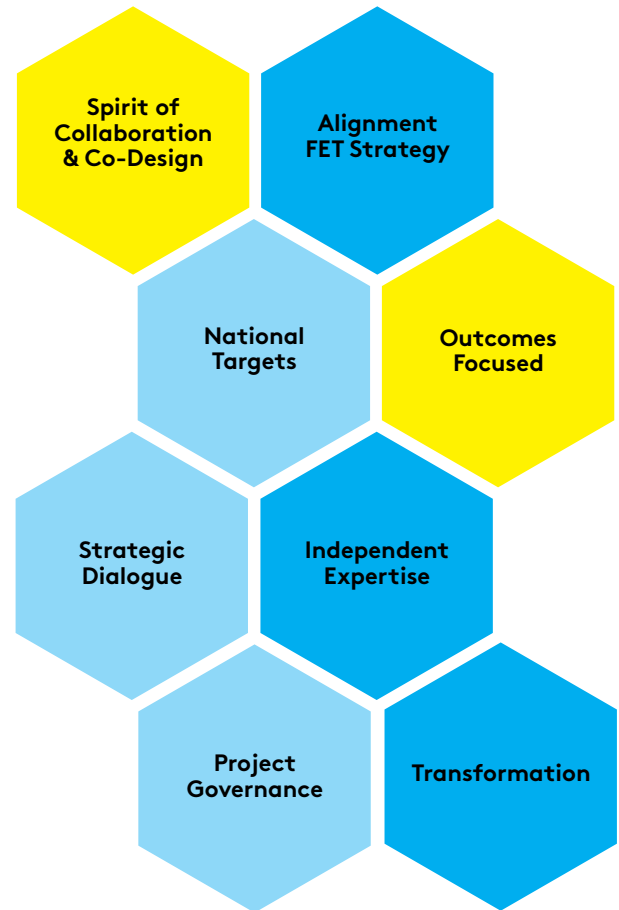 Spirit of
Collaboration
& Co-Design
Alignment
FET Strategy
National
Targets
Outcomes
Focused
Strategic
Dialogue
Independent
Expertise
Project
Governance
Transformation